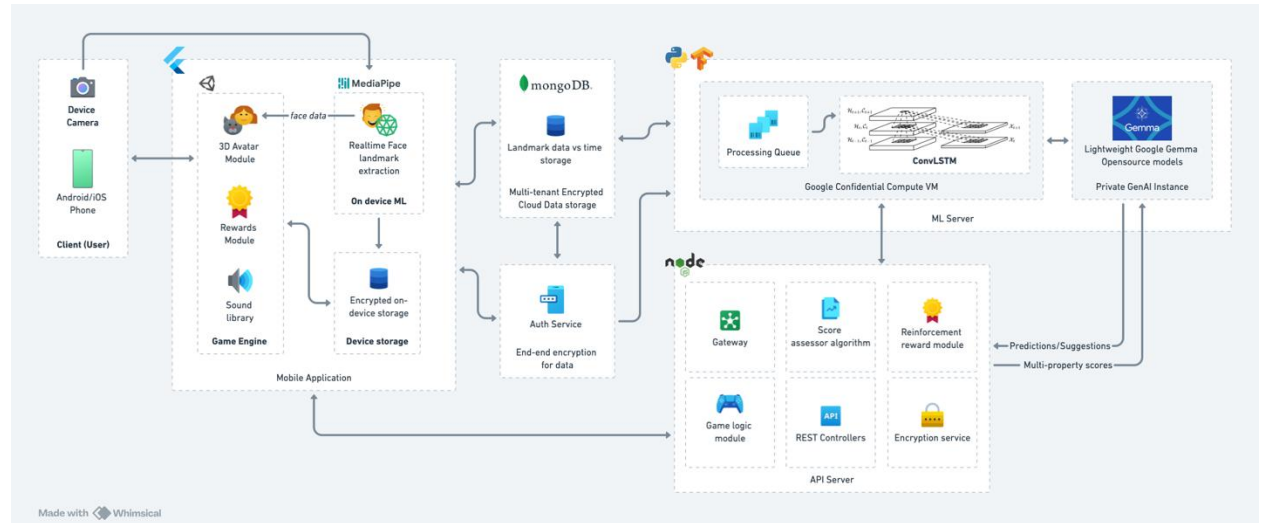 Device
Camera
Android/iOS
Phone
Client (User)
3D Avatar
Module
Rewards
Module
Sound
library
Game Engine
face data
MediaPipe
Realtime Face
landmark
extraction
On device ML
Encrypted on-
device storage
Device storage
Mobile Application
mongoDB.
Landmark data vs time
storage
Multi-tenant Encrypted
Cloud Data storage
Auth Service
End-end encryption
for data
Processing Queue
ConvLSTM
Google Confidential Compute VM
Gemma
Lightweight Google Gemma
Opensource models
Private GenAI Instance
ML Server
node
JS
Gateway
Score
assessor algorithm
Reinforcement
reward module
Game logic
module
API
REST Controllers
Encryption service
API Server
Predictions/Suggestions
Multi-property scores
Made with Whimsical